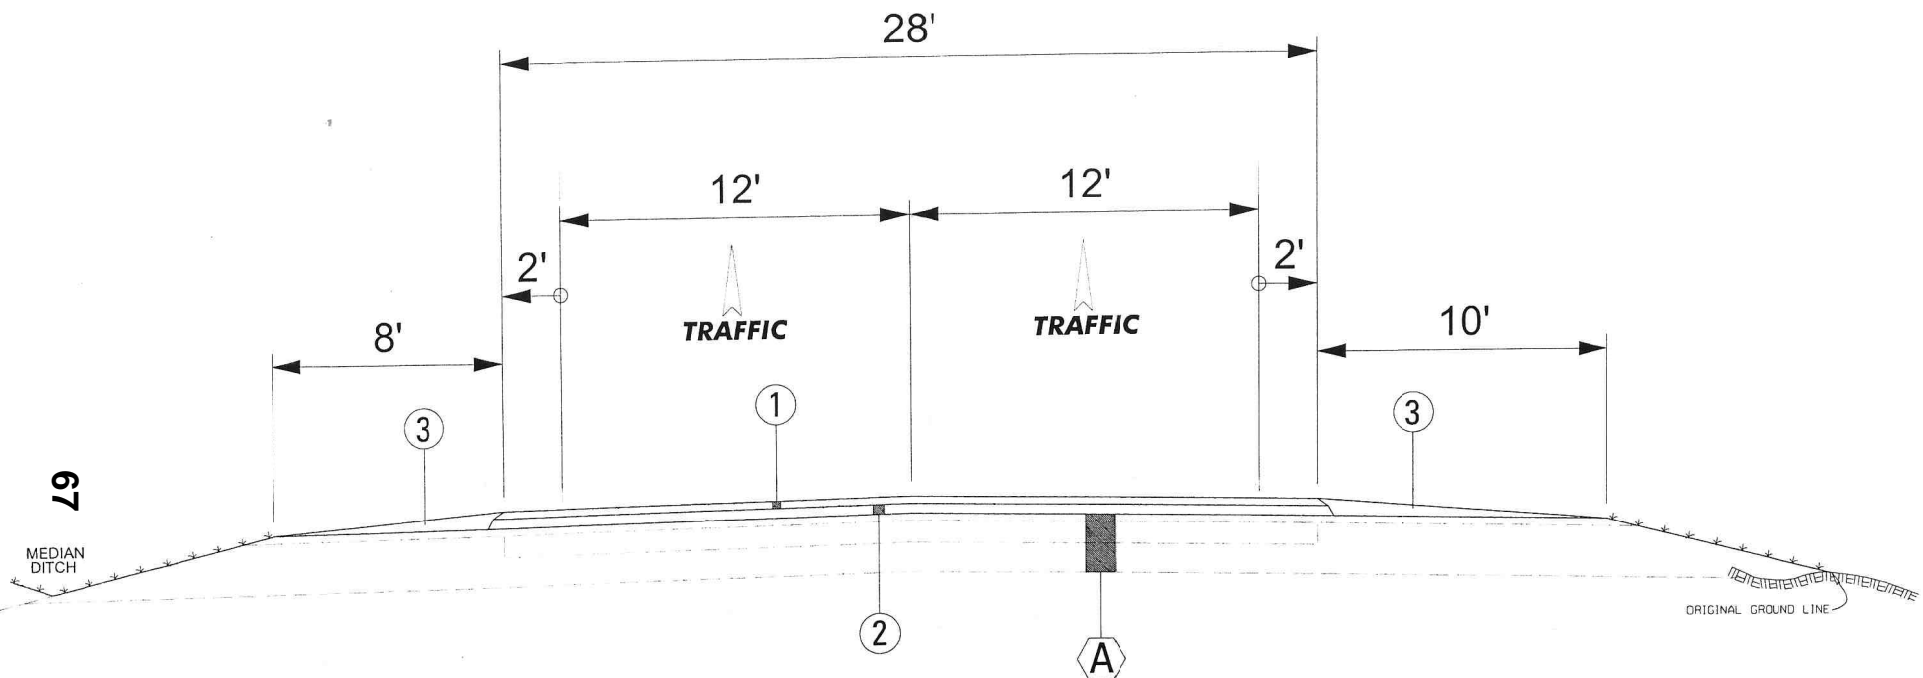 28'
12'
12'
2'
2'
TRAFFIC
TRAFFIC
8'
10'
1
3
3
67
MEDIAN
DITCH
ORIGINAL GROUND LINE
2
A